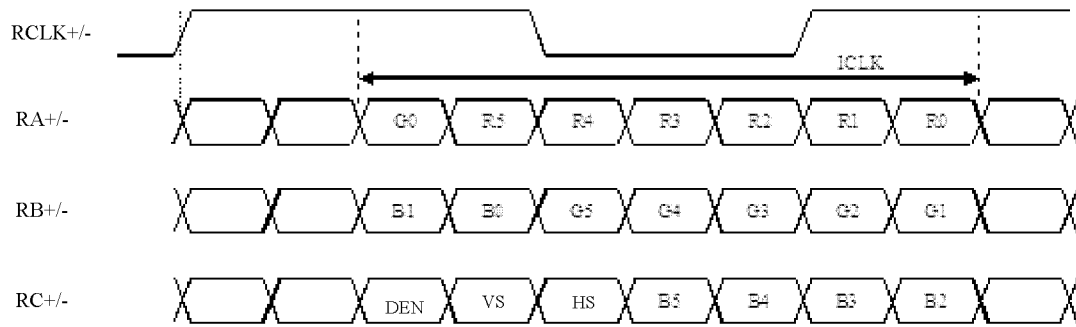 RCLK+/-
1CLK
RA+/- G0 R5 R4 R3 R2 R1 R0
RB+/- B1 B0 G5 G4 G3 G2 G1
RC+/- DEN VS HS B5 B4 B3 B2